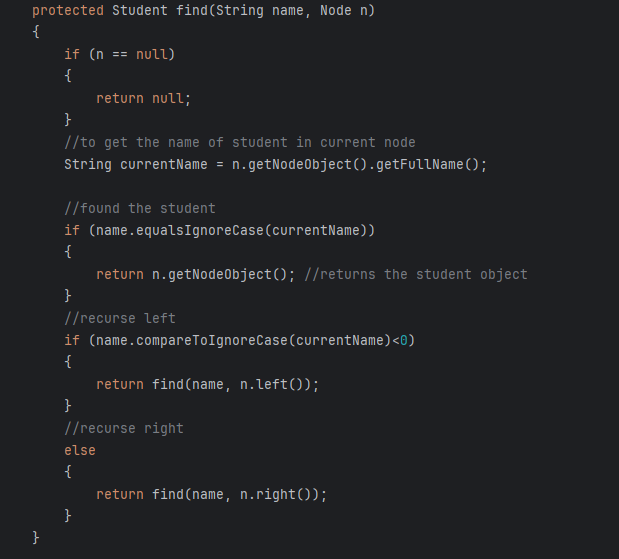 protected Student find(String name, Node n)
{
    if (n == null)
    {
        return null;
    }
    //to get the name of student in current node
    String currentName = n.getNodeObject().getFullName();

    //found the student
    if (name.equalsIgnoreCase(currentName))
    {
        return n.getNodeObject(); //returns the student object
    }
    //recurse left
    if (name.compareToIgnoreCase(currentName)<0)
    {
        return find(name, n.left());
    }
    //recurse right
    else
    {
        return find(name, n.right());
    }
}